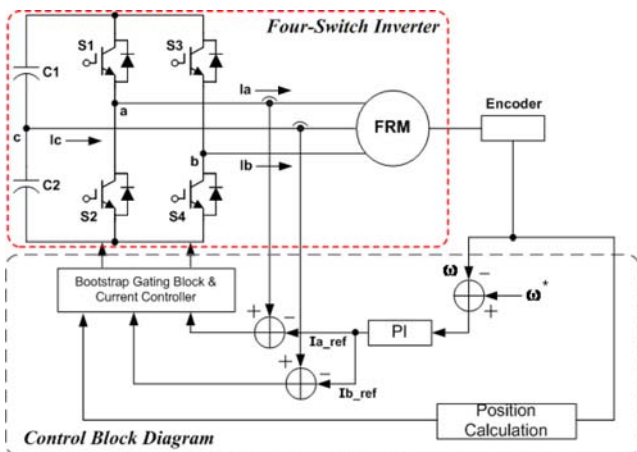 Four-Switch Inverter
S1
S3
C1
Ia
a
Encoder
FRM
c
Ic
b
Ib
C2
S2
S4
Bootstrap Gating Block &
Current Controller
ω
−
ω*
+
+
−
Ia_ref
PI
+
−
Ib_ref
Position
Calculation
Control Block Diagram